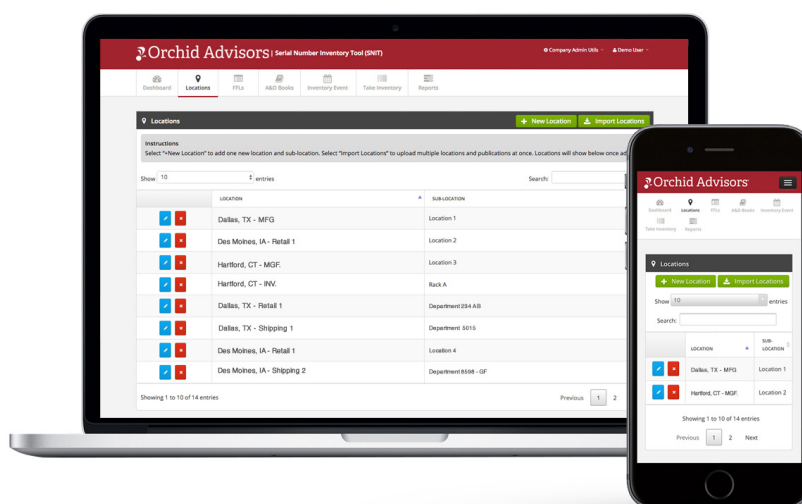 Orchid Advisors | Serial Number Inventory Tool (SNIT)
Company Admin Utils
Demo User
Dashboard Locations FFLs A&D Books Inventory Event Take Inventory Reports
Locations
+ New Location Import Locations
Instructions
Select "+New Location" to add one new location and sub-location. Select "Import Locations" to upload multiple locations and publications at once. Locations will show below once ad
Show 10 entries Search:
LOCATION SUB-LOCATION
Dallas, TX - MFG Location 1
Des Moines, IA - Retail 1 Location 2
Hartford, CT - MGF. Location 3
Hartford, CT - INV. Rack A
Dallas, TX - Retail 1 Department 234 AB
Dallas, TX - Shipping 1 Department 5015
Des Moines, IA - Retail 1 Location 4
Des Moines, IA - Shipping 2 Department 8598 - GF
Showing 1 to 10 of 14 entries Previous 1 2
Orchid Advisors
Dashboard Locations FFLs A&D Books Inventory Event
Take Inventory Reports
Locations
+ New Location Import Locations
Show 10 entries
Search:
LOCATION SUB-
LOCATION
Dallas, TX - MFG Location 1
Hartford, CT - MGF. Location 2
Showing 1 to 10 of 14 entries
Previous 1 2 Next